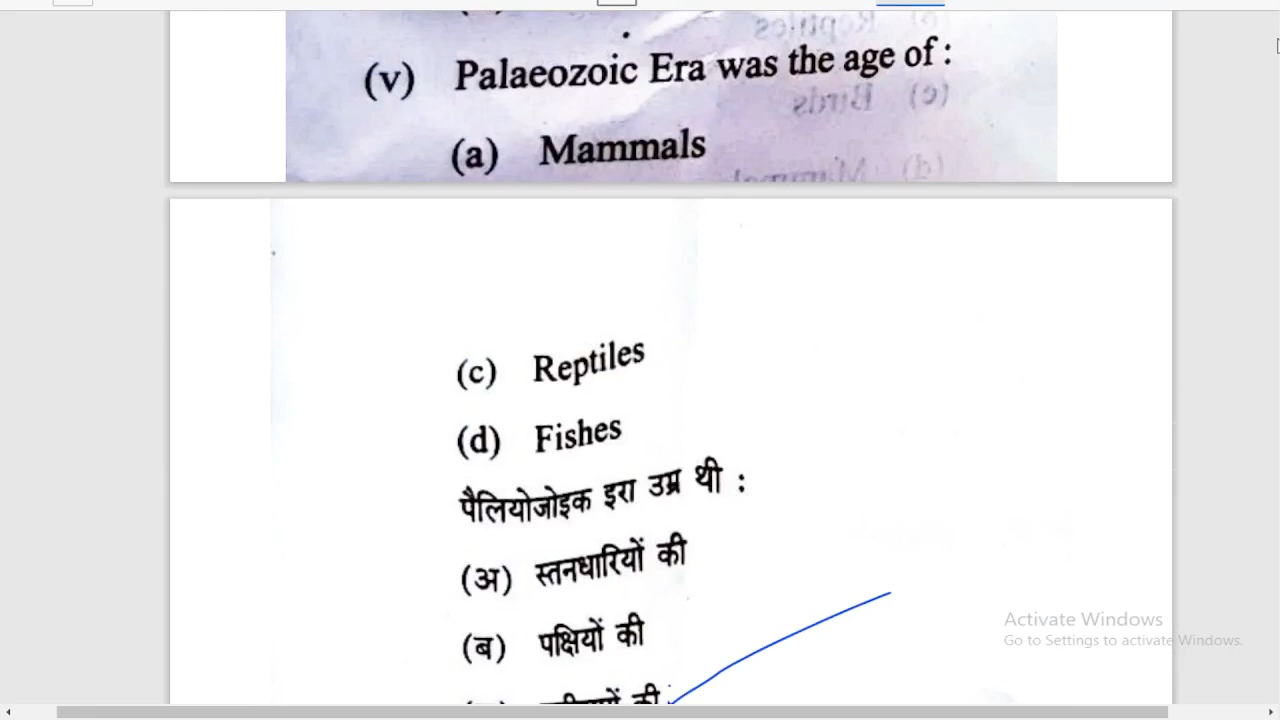 (v) Palaeozoic Era was the age of :
(a) Mammals
(c) Reptiles
(d) Fishes
पैलियोजोइक इरा उम्र थी :
(अ) स्तनधारियों की
(ब) पक्षियों की
की
Activate Windows
Go to Settings to activate Windows.